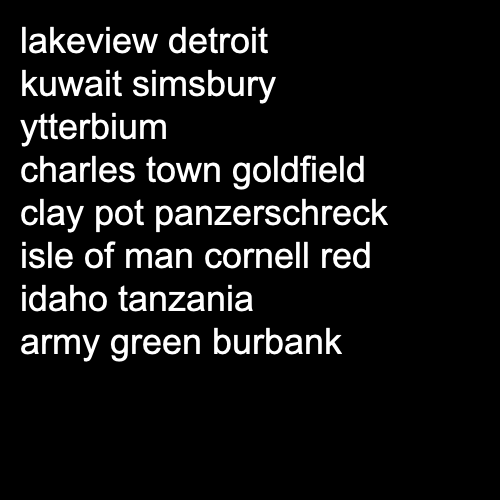 lakeview detroit
kuwait simsbury
ytterbium
charles town goldfield
clay pot panzerschreck
isle of man cornell red
idaho tanzania
army green burbank